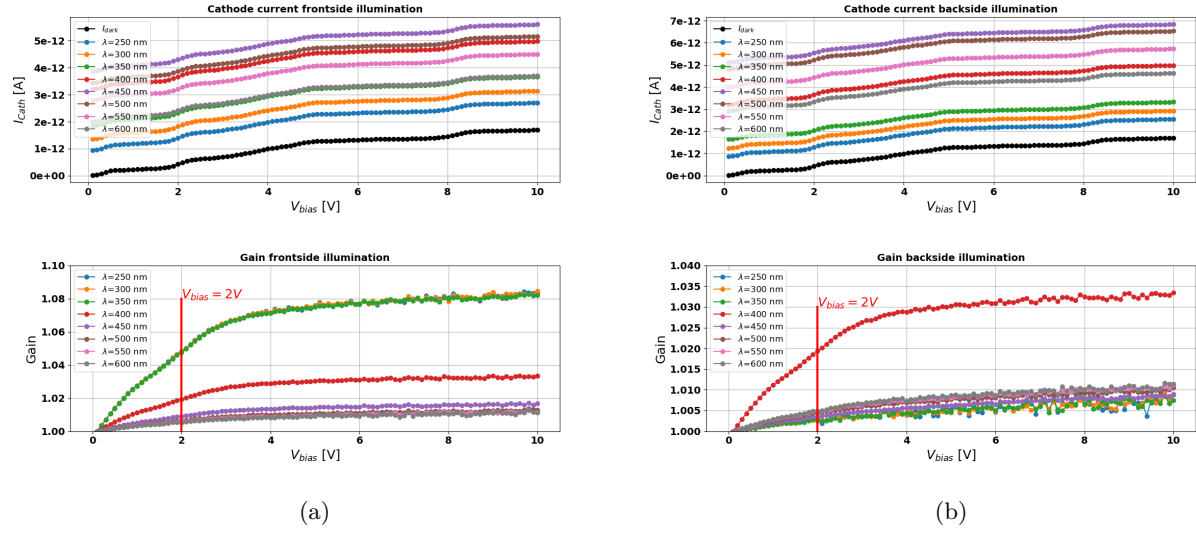 Cathode current frontside illumination
I_Cath [A]
5e-12
4e-12
3e-12
2e-12
1e-12
0e+00
I_dark
λ=250 nm
λ=300 nm
λ=350 nm
λ=400 nm
λ=450 nm
λ=500 nm
λ=550 nm
λ=600 nm
0 2 4 6 8 10
V_bias [V]
Cathode current backside illumination
I_Cath [A]
7e-12
6e-12
5e-12
4e-12
3e-12
2e-12
1e-12
0e+00
I_dark
λ=250 nm
λ=300 nm
λ=350 nm
λ=400 nm
λ=450 nm
λ=500 nm
λ=550 nm
λ=600 nm
0 2 4 6 8 10
V_bias [V]
Gain frontside illumination
Gain
1.10
1.08
1.06
1.04
1.02
1.00
λ=250 nm
λ=300 nm
λ=350 nm
λ=400 nm
λ=450 nm
λ=500 nm
λ=550 nm
λ=600 nm
V_bias = 2V
0 2 4 6 8 10
V_bias [V]
Gain backside illumination
Gain
1.040
1.035
1.030
1.025
1.020
1.015
1.010
1.005
1.000
λ=250 nm
λ=300 nm
λ=350 nm
λ=400 nm
λ=450 nm
λ=500 nm
λ=550 nm
λ=600 nm
V_bias = 2V
0 2 4 6 8 10
V_bias [V]
(a)
(b)